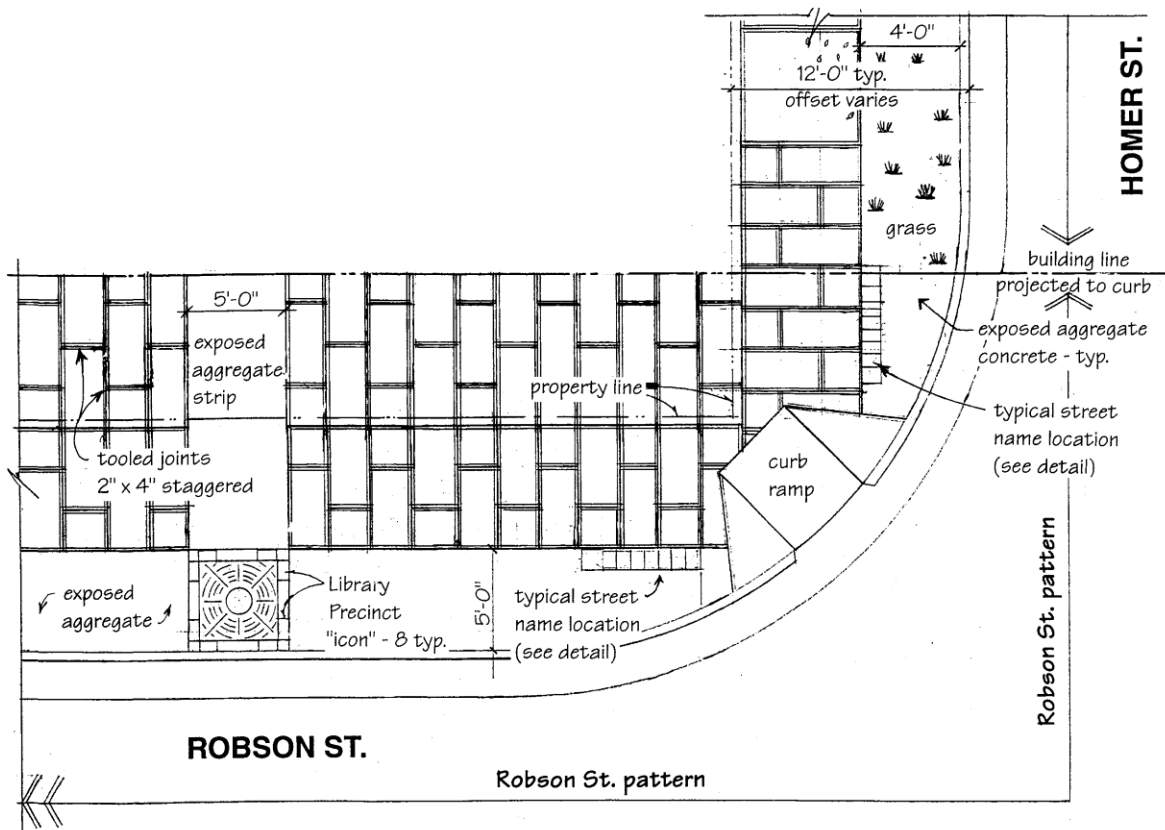 4'-0"
12'-0" typ.
offset varies
HOMER ST.
grass
building line
projected to curb
5'-0"
exposed
aggregate
strip
exposed aggregate
concrete - typ.
property line
typical street
name location
(see detail)
tooled joints
2" x 4" staggered
curb
ramp
exposed
aggregate
Library
Precinct
"icon" - 8 typ.
5'-0"
typical street
name location
(see detail)
Robson St. pattern
ROBSON ST.
Robson St. pattern